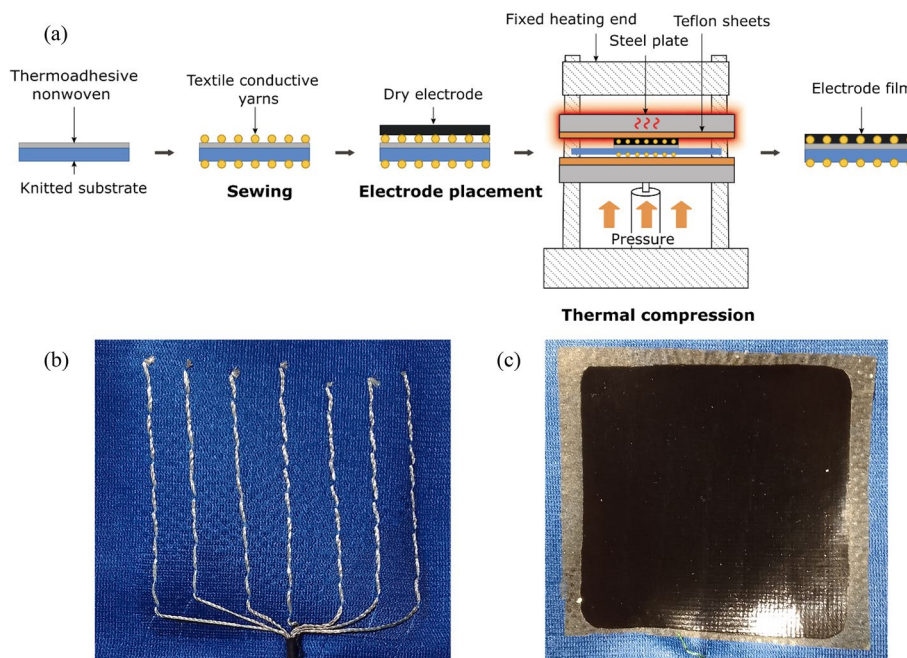 (a)
Fixed heating end
Teflon sheets
Steel plate
Thermoadhesive
nonwoven
Textile conductive
yarns
Dry electrode
Electrode film
Knitted substrate
Sewing
Electrode placement
Pressure
Thermal compression
(b)
(c)